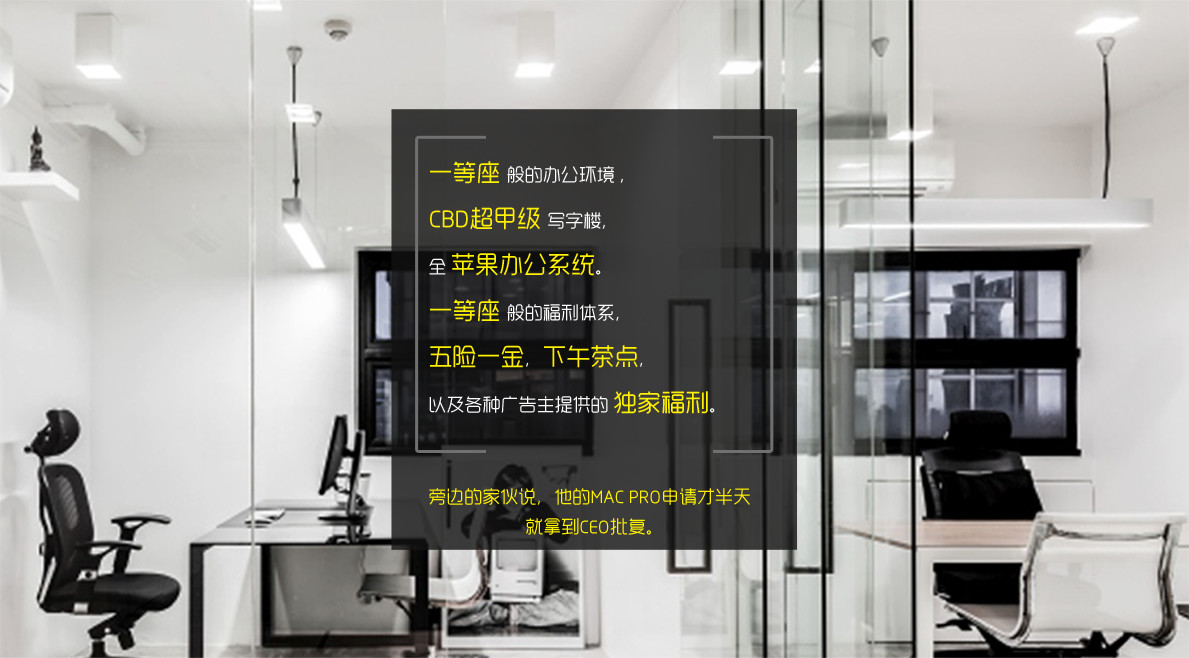 一等座 般的办公环境，
CBD超甲级 写字楼,
全 苹果办公系统。
一等座 般的福利体系,
五险一金, 下午茶点,
以及各种广告主提供的 独家福利。
旁边的家伙说, 他的MAC PRO申请才半天
就拿到CEO批复。